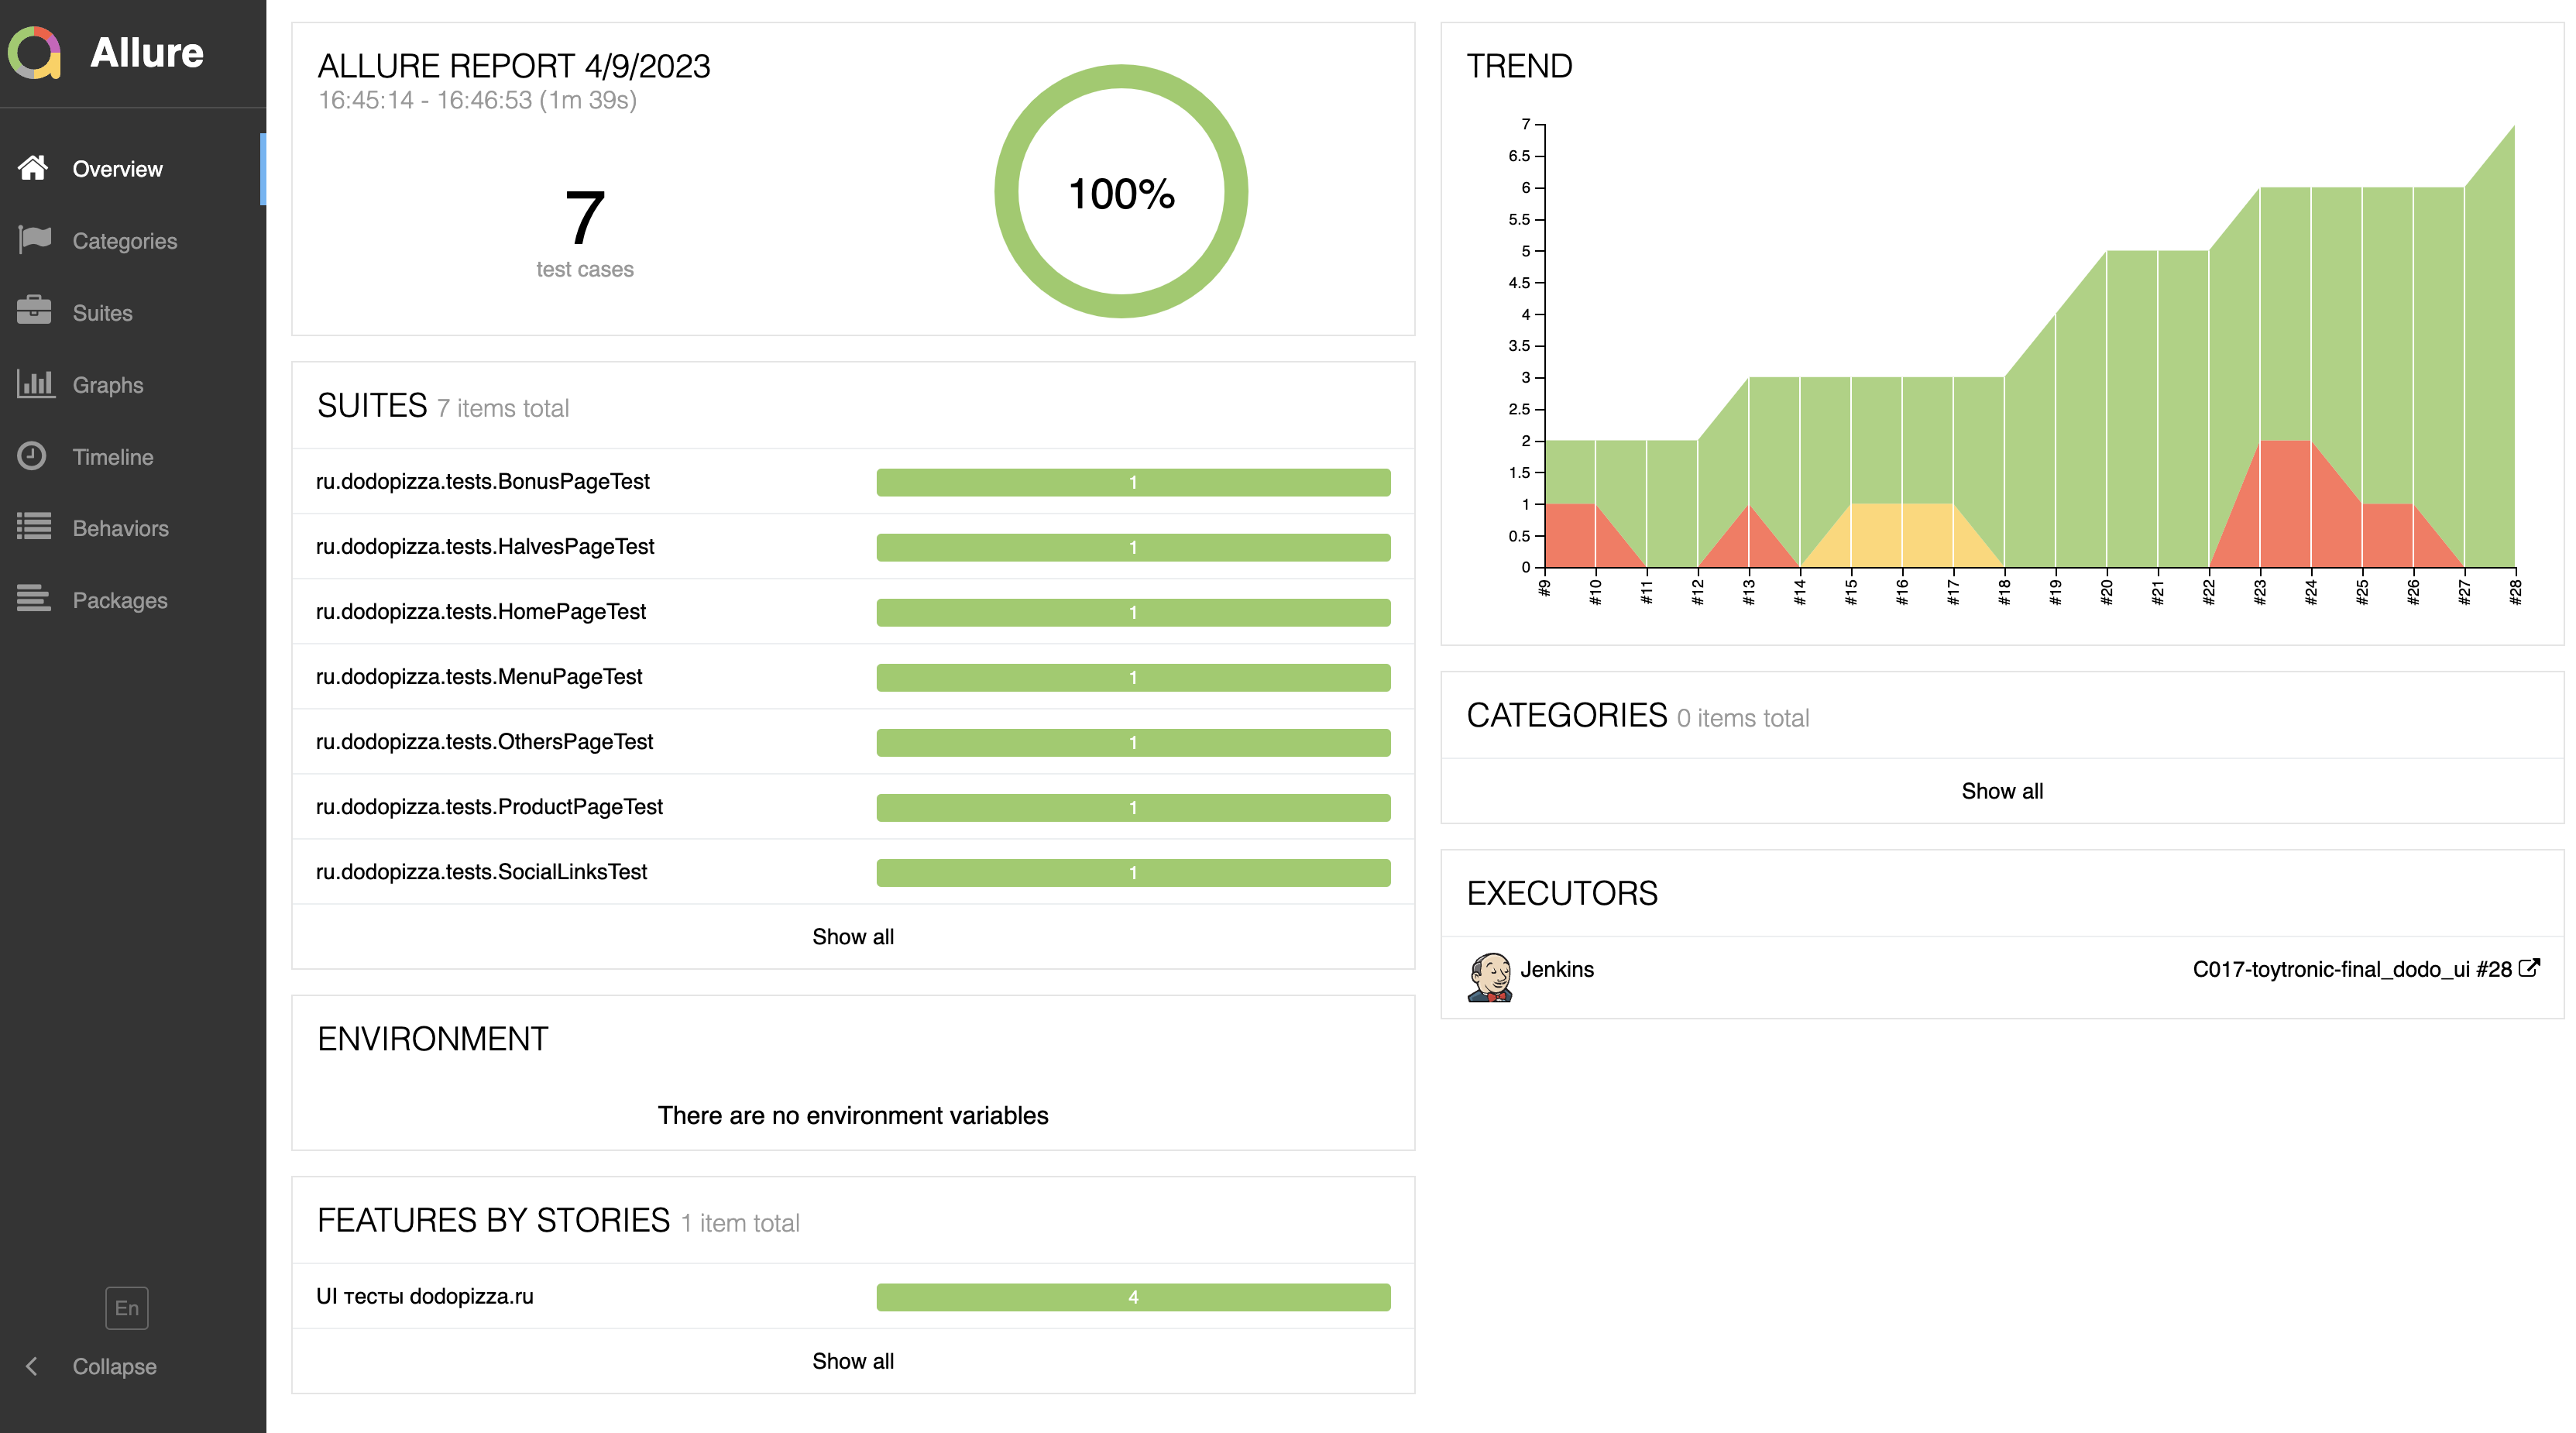 Allure
Overview
Categories
Suites
Graphs
Timeline
Behaviors
Packages
En
Collapse
ALLURE REPORT 4/9/2023
16:45:14 - 16:46:53 (1m 39s)
7
test cases
100%
SUITES 7 items total
ru.dodopizza.tests.BonusPageTest 1
ru.dodopizza.tests.HalvesPageTest 1
ru.dodopizza.tests.HomePageTest 1
ru.dodopizza.tests.MenuPageTest 1
ru.dodopizza.tests.OthersPageTest 1
ru.dodopizza.tests.ProductPageTest 1
ru.dodopizza.tests.SocialLinksTest 1
Show all
ENVIRONMENT
There are no environment variables
FEATURES BY STORIES 1 item total
UI тесты dodopizza.ru 4
Show all
TREND
7
6.5
6
5.5
5
4.5
4
3.5
3
2.5
2
1.5
1
0.5
0
#9 #10 #11 #12 #13 #14 #15 #16 #17 #18 #19 #20 #21 #22 #23 #24 #25 #26 #27 #28
CATEGORIES 0 items total
Show all
EXECUTORS
Jenkins C017-toytronic-final_dodo_ui #28